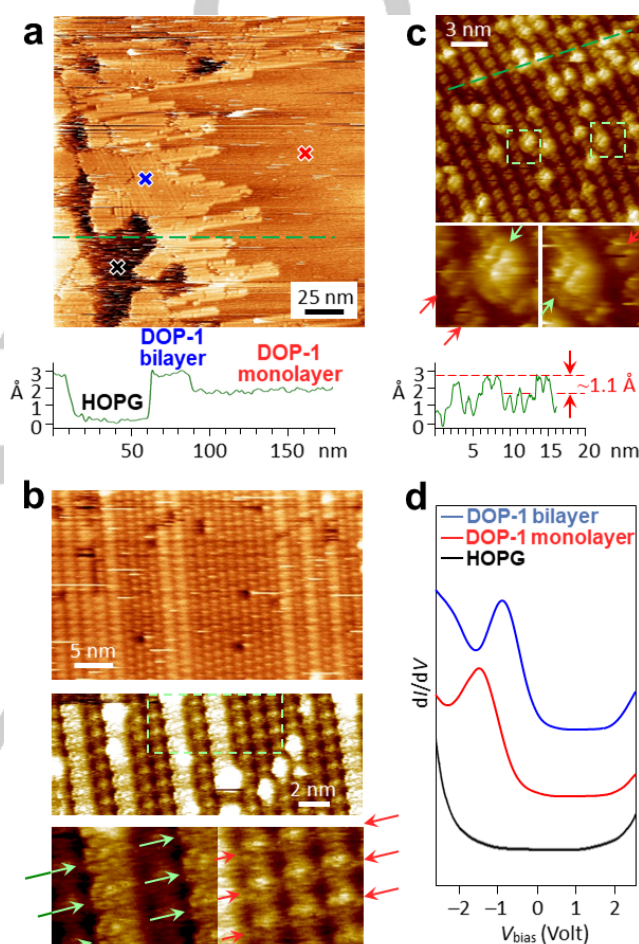 a
25 nm
DOP-1
bilayer
DOP-1
monolayer
HOPG
Å
3
2
1
0
0 50 100 150 nm
b
5 nm
2 nm
c
3 nm
Å
3
2
1
0
~1.1 Å
5 10 15 20 nm
d
DOP-1 bilayer
DOP-1 monolayer
HOPG
dI/dV
−2 −1 0 1 2
Vbias (Volt)